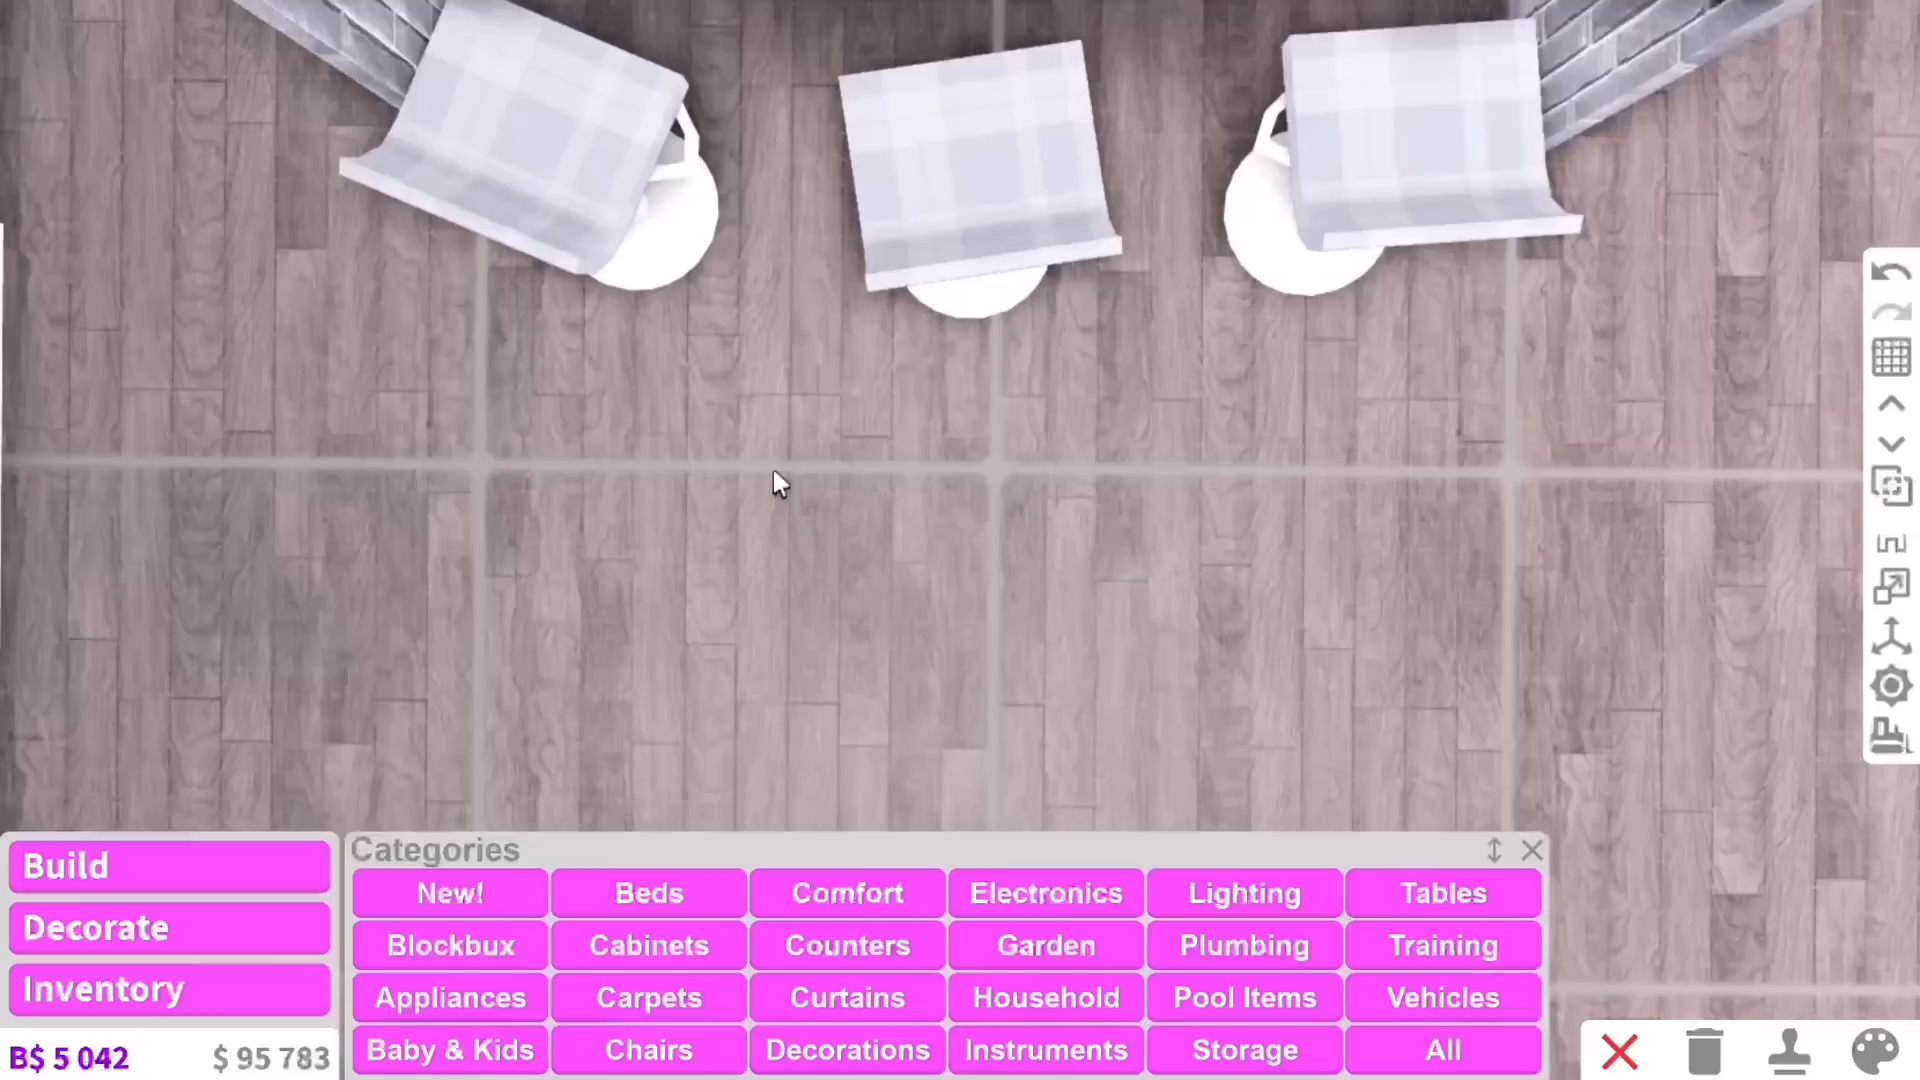 Build
Decorate
Inventory
B$ 5 042 $ 95 783
Categories
New! Beds Comfort Electronics Lighting Tables
Blockbux Cabinets Counters Garden Plumbing Training
Appliances Carpets Curtains Household Pool Items Vehicles
Baby & Kids Chairs Decorations Instruments Storage All